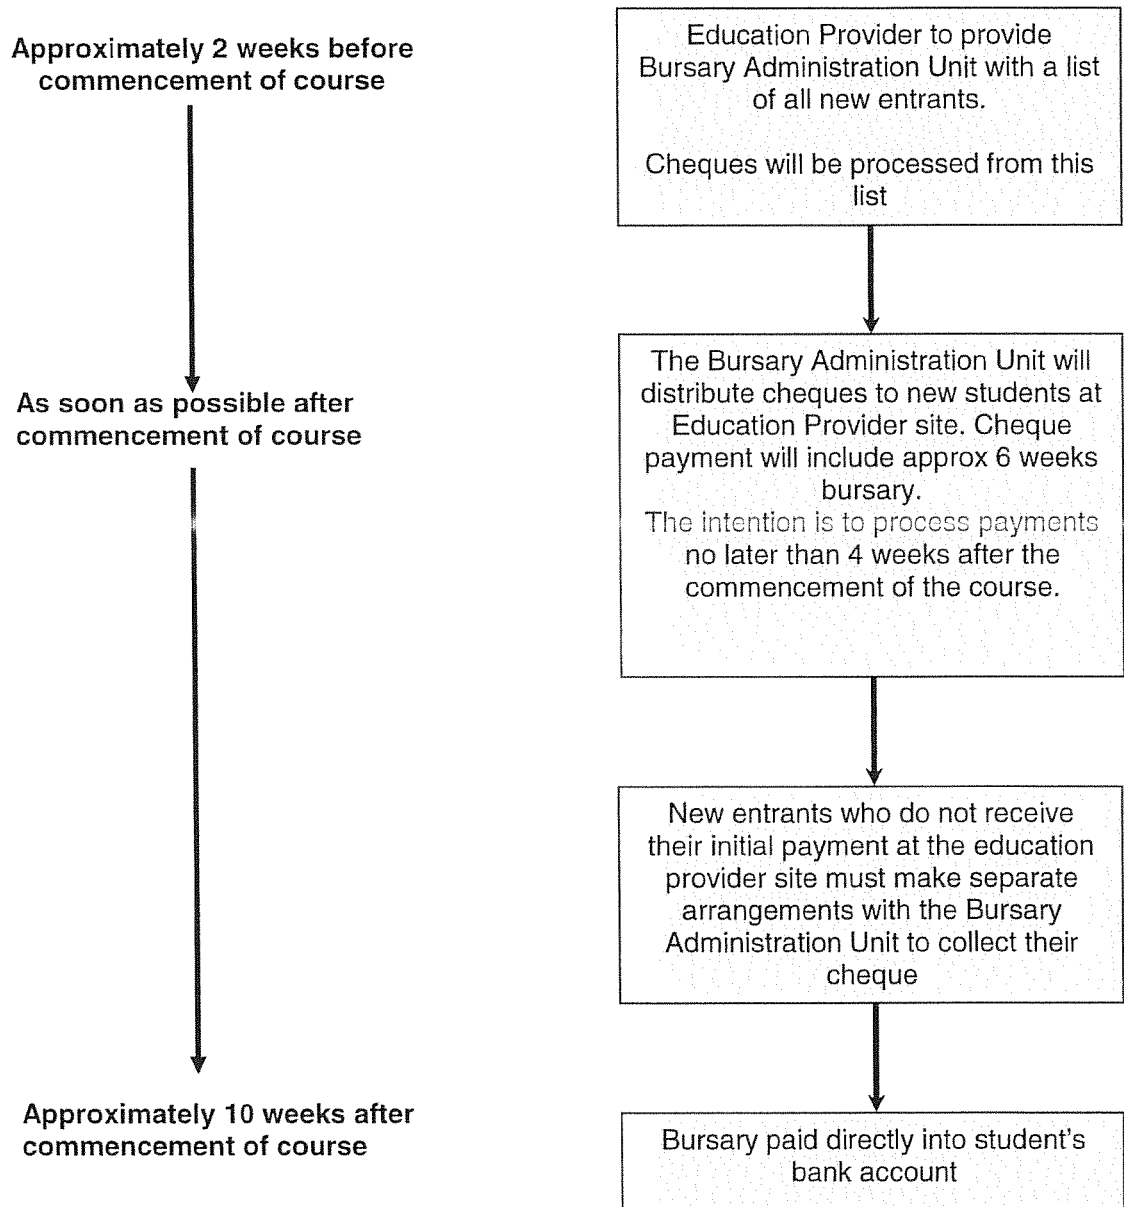 Approximately 2 weeks before
commencement of course
Education Provider to provide
Bursary Administration Unit with a list
of all new entrants.
Cheques will be processed from this
list
As soon as possible after
commencement of course
The Bursary Administration Unit will
distribute cheques to new students at
Education Provider site. Cheque
payment will include approx 6 weeks
bursary.
The intention is to process payments
no later than 4 weeks after the
commencement of the course.
New entrants who do not receive
their initial payment at the education
provider site must make separate
arrangements with the Bursary
Administration Unit to collect their
cheque
Approximately 10 weeks after
commencement of course
Bursary paid directly into student's
bank account